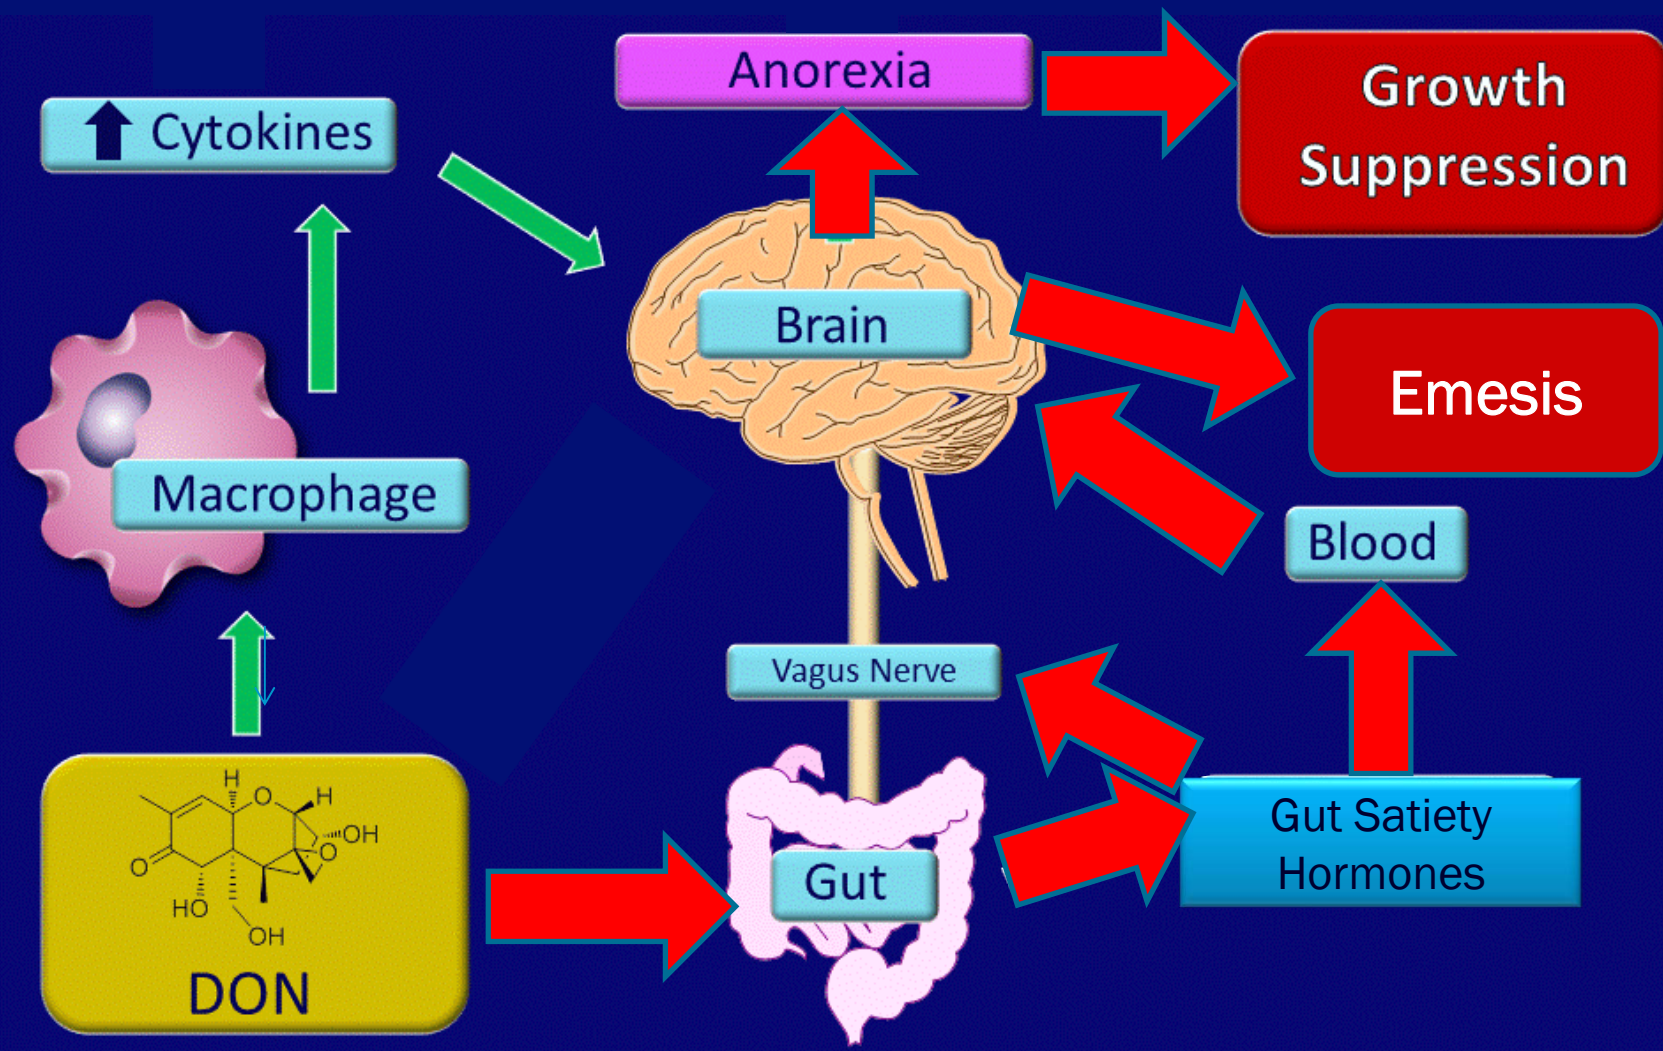 Anorexia
Growth
Suppression
Cytokines
Brain
Emesis
Macrophage
Blood
Vagus Nerve
H
O
H
OH
O
O
HO
OH
DON
Gut
Gut Satiety
Hormones